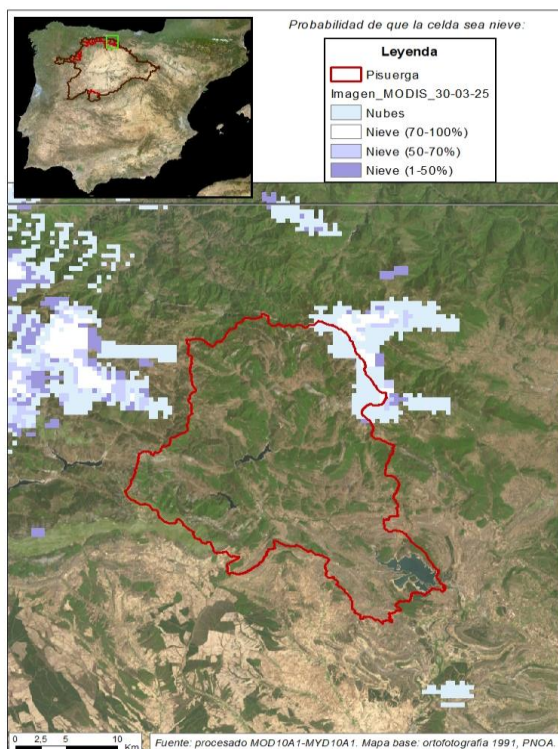 Probabilidad de que la celda sea nieve:
Leyenda
Pisuerga
Imagen_MODIS_30-03-25
Nubes
Nieve (70-100%)
Nieve (50-70%)
Nieve (1-50%)
0 2,5 5 10
Km
Fuente: procesado MOD10A1-MYD10A1. Mapa base: ortofotografia 1991, PNOA